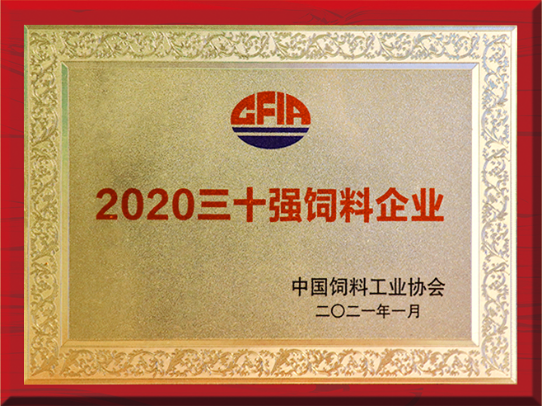 CFIA
2020三十强饲料企业
中国饲料工业协会
二〇二一年一月